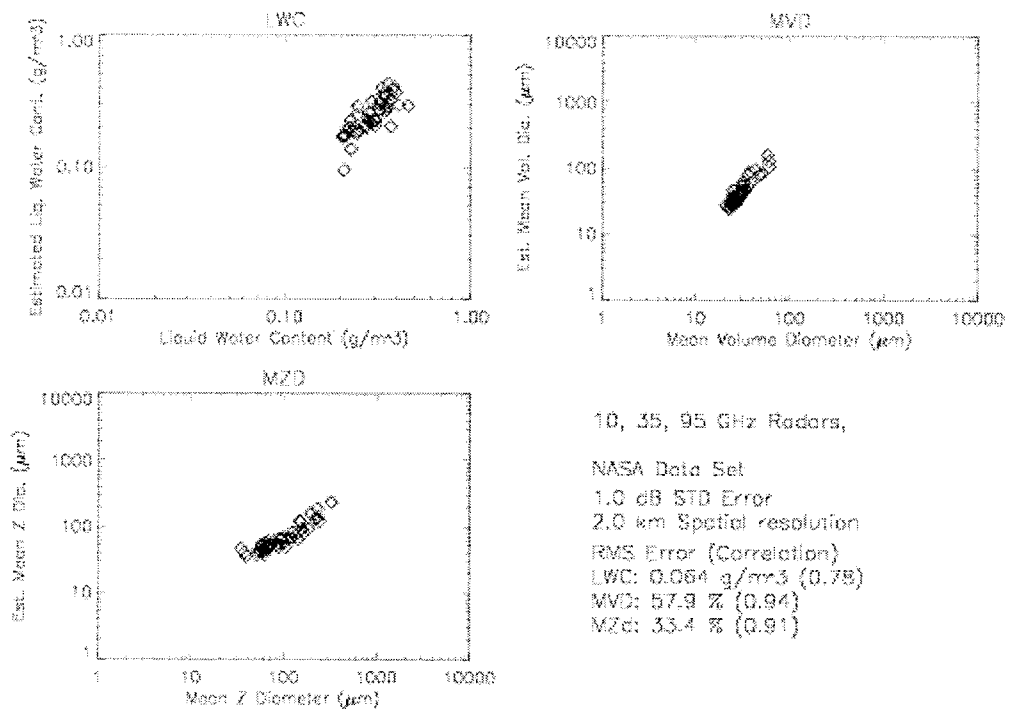 LWC
Estimated Liq. Water Cont. (g/m3)
1.00
0.10
0.01
0.01 0.10 1.00
Liquid Water Content (g/m3)
MVD
Est. Mean Vol. Dia. (μm)
10000
1000
100
10
1
1 10 100 1000 10000
Mean Volume Diameter (μm)
MZD
Est. Mean Z Dia. (μm)
10000
1000
100
10
1
1 10 100 1000 10000
Mean Z Diameter (μm)
10, 35, 95 GHz Radars,
NASA Data Set
1.0 dB STD Error
2.0 km Spatial resolution
RMS Error (Correlation)
LWC: 0.064 g/m3 (0.78)
MVD: 57.9 % (0.94)
MZd: 33.4 % (0.91)